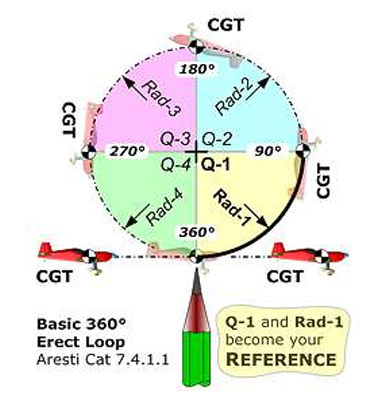 CGT
180°
Rad-3
Rad-2
CGT
270°
Q-3
Q-2
90°
Q-4
Q-1
CGT
Rad-4
Rad-1
360°
CGT
CGT
Basic 360°
Erect Loop
Aresti Cat 7.4.1.1
Q-1 and Rad-1
become your
REFERENCE